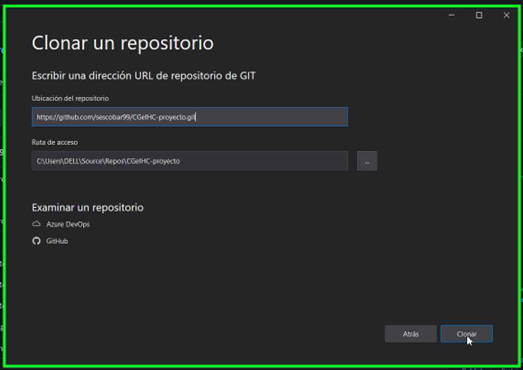 Clonar un repositorio
Escribir una dirección URL de repositorio de GIT
Ubicación del repositorio
https://github.com/sescobar99/CGeIHC-proyecto.git
Ruta de acceso
C:\Users\DELL\Source\Repos\CGeIHC-proyecto
...
Examinar un repositorio
Azure DevOps
GitHub
Atrás
Clonar